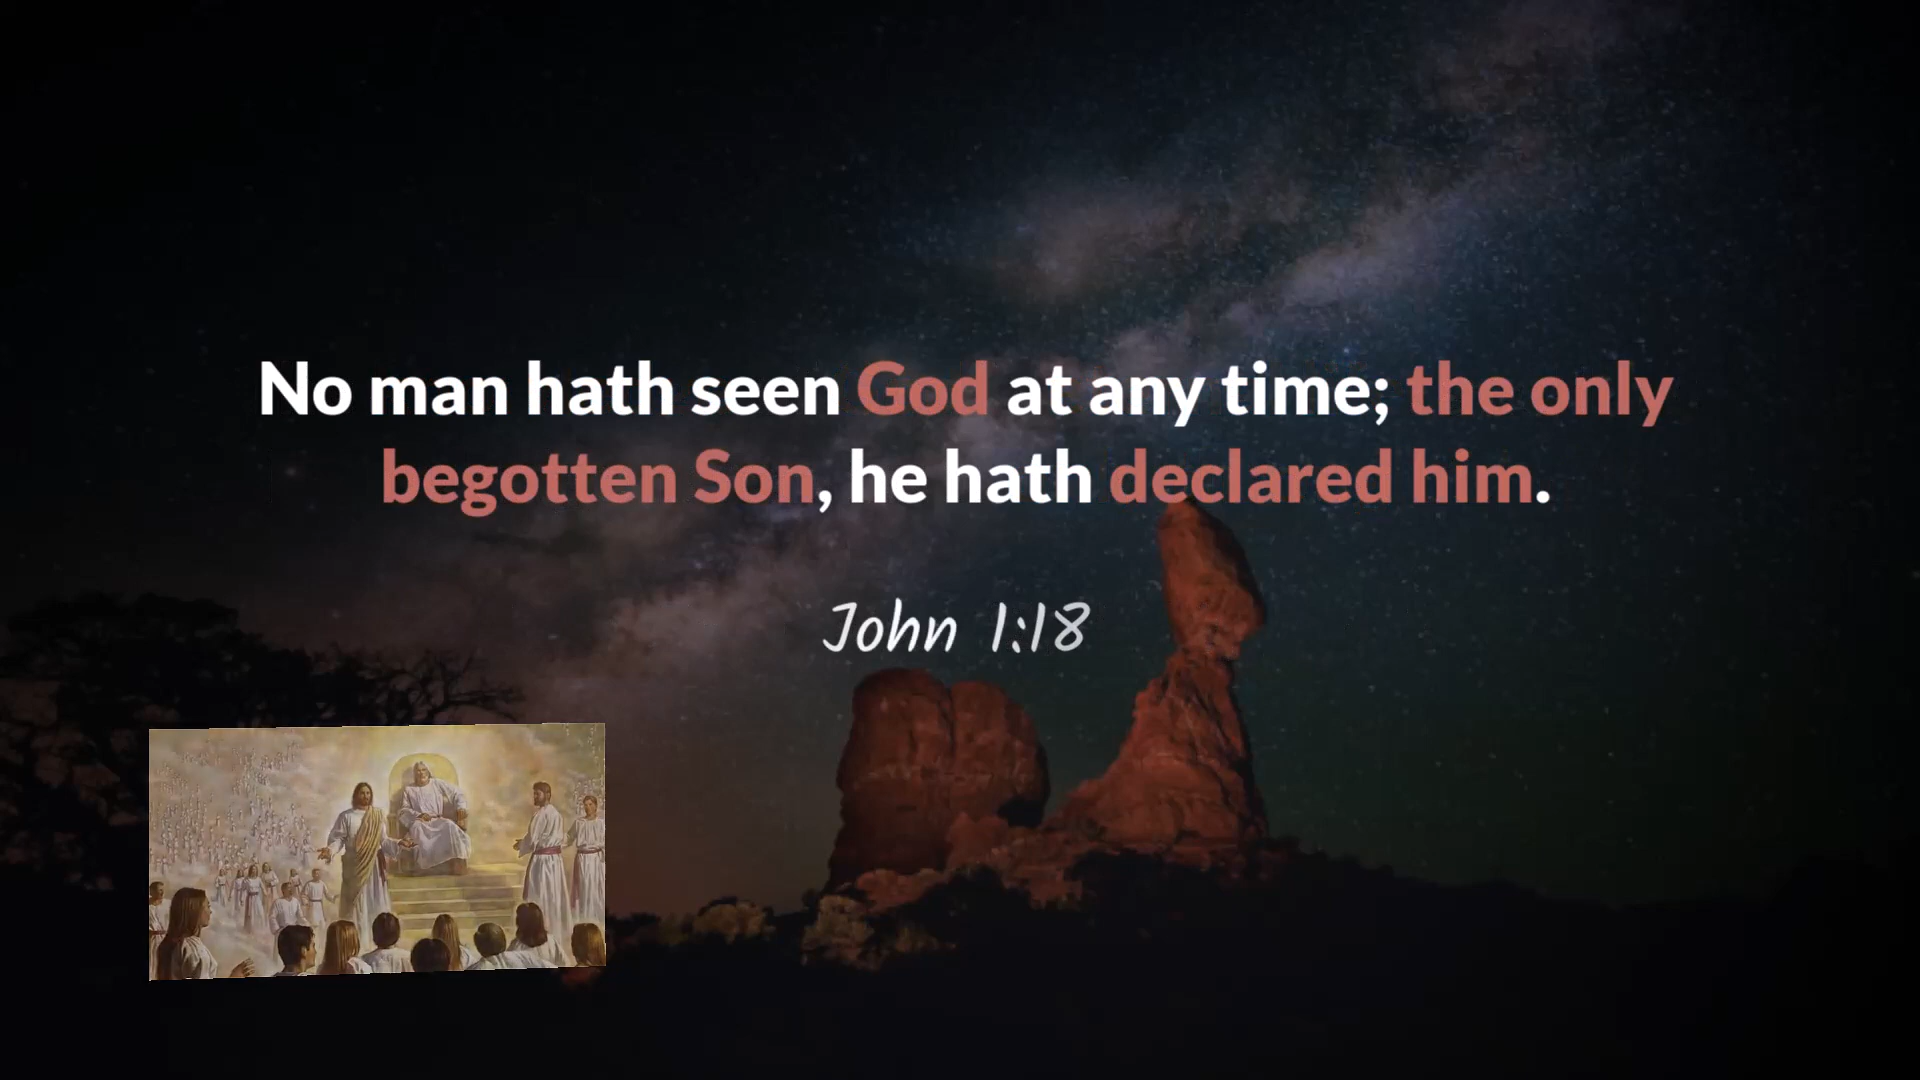 No man hath seen God at any time; the only
begotten Son, he hath declared him.
John 1:18